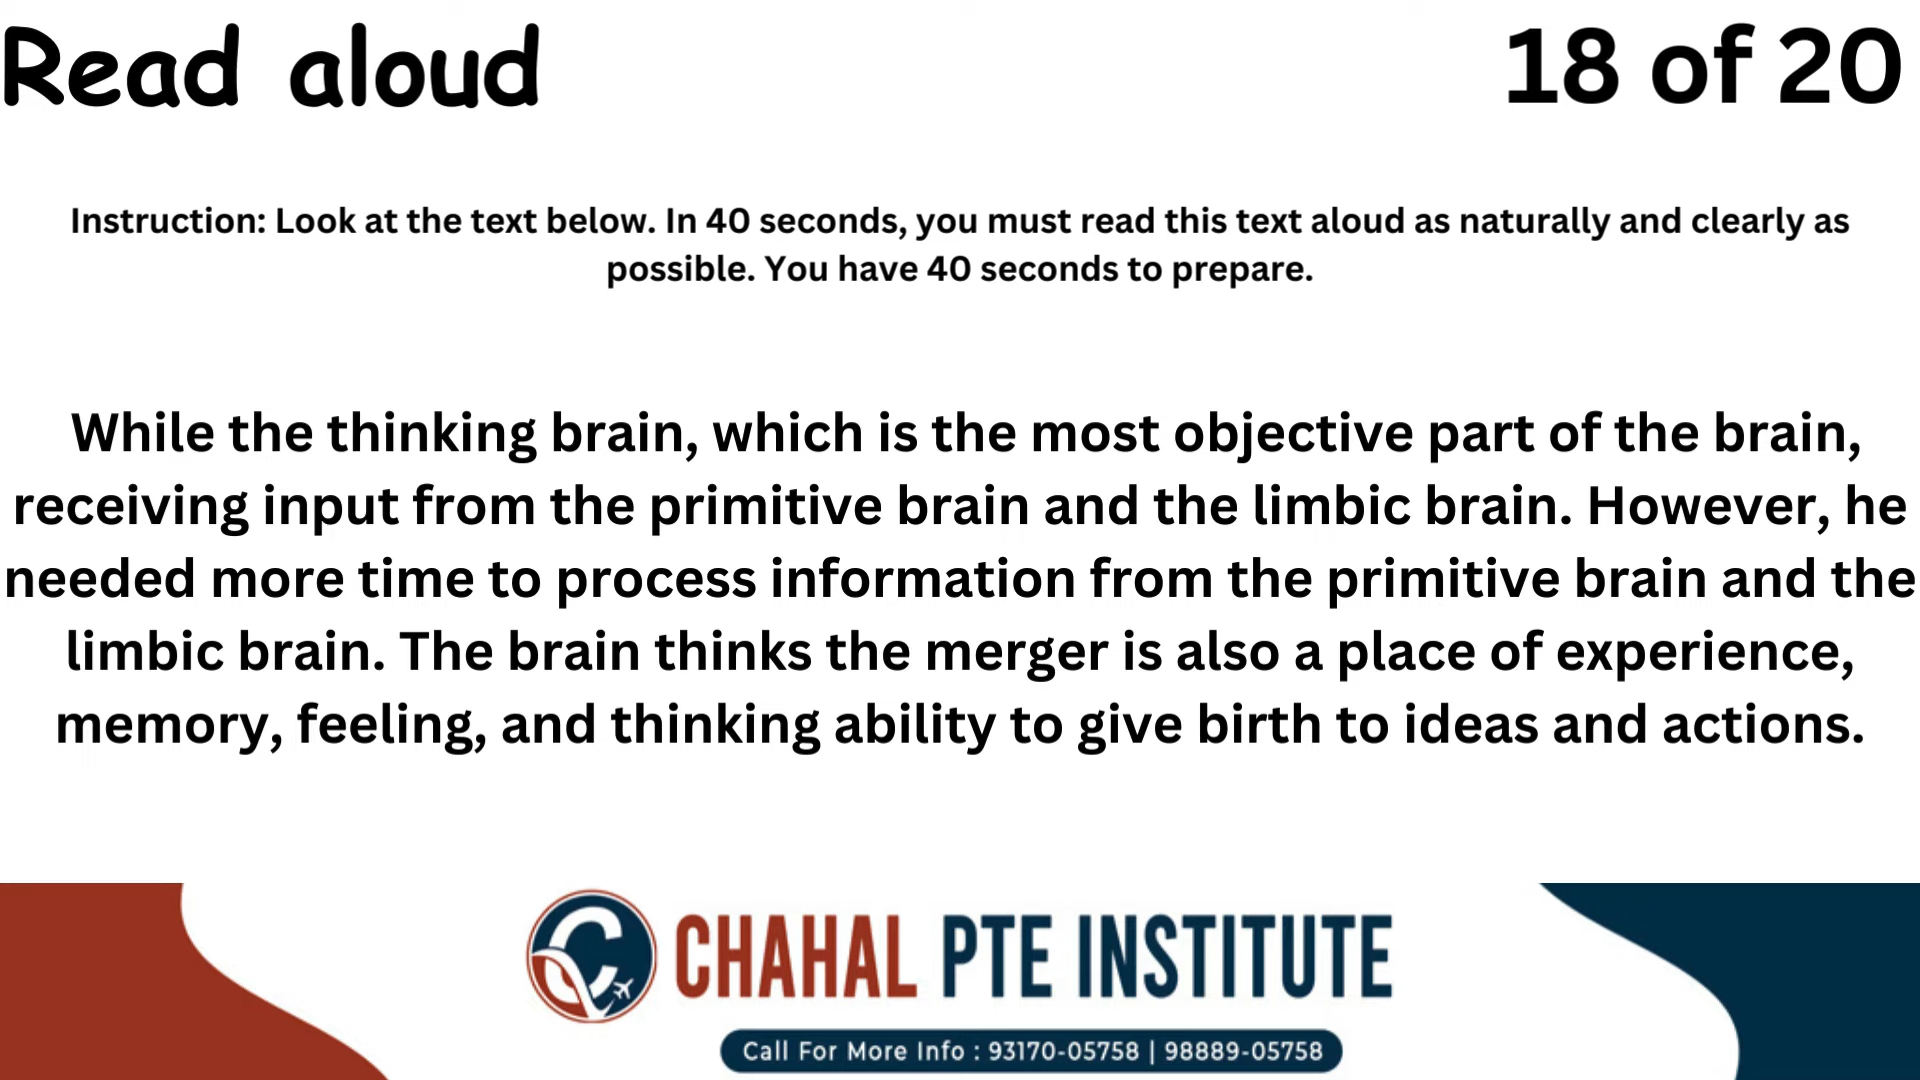 Read aloud
18 of 20
Instruction: Look at the text below. In 40 seconds, you must read this text aloud as naturally and clearly as
possible. You have 40 seconds to prepare.
While the thinking brain, which is the most objective part of the brain,
receiving input from the primitive brain and the limbic brain. However, he
needed more time to process information from the primitive brain and the
limbic brain. The brain thinks the merger is also a place of experience,
memory, feeling, and thinking ability to give birth to ideas and actions.
CHAHAL PTE INSTITUTE
Call For More Info : 93170-05758 | 98889-05758